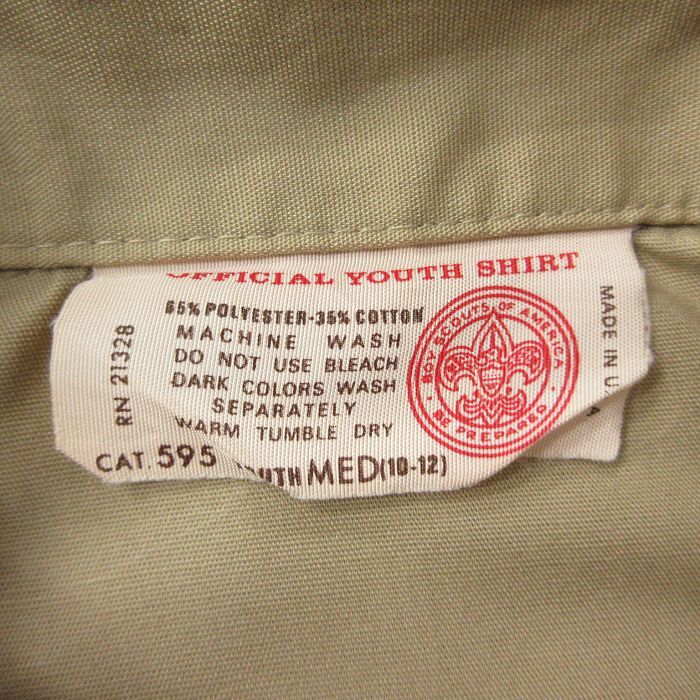 OFFICIAL YOUTH SHIRT
65% POLYESTER-35% COTTON
MACHINE WASH
DO NOT USE BLEACH
DARK COLORS WASH
SEPARATELY
WARM TUMBLE DRY
CAT. 595 YOUTH MED(10-12)
RN 21328
BOY SCOUTS OF AMERICA
BE PREPARED
MADE IN U
A